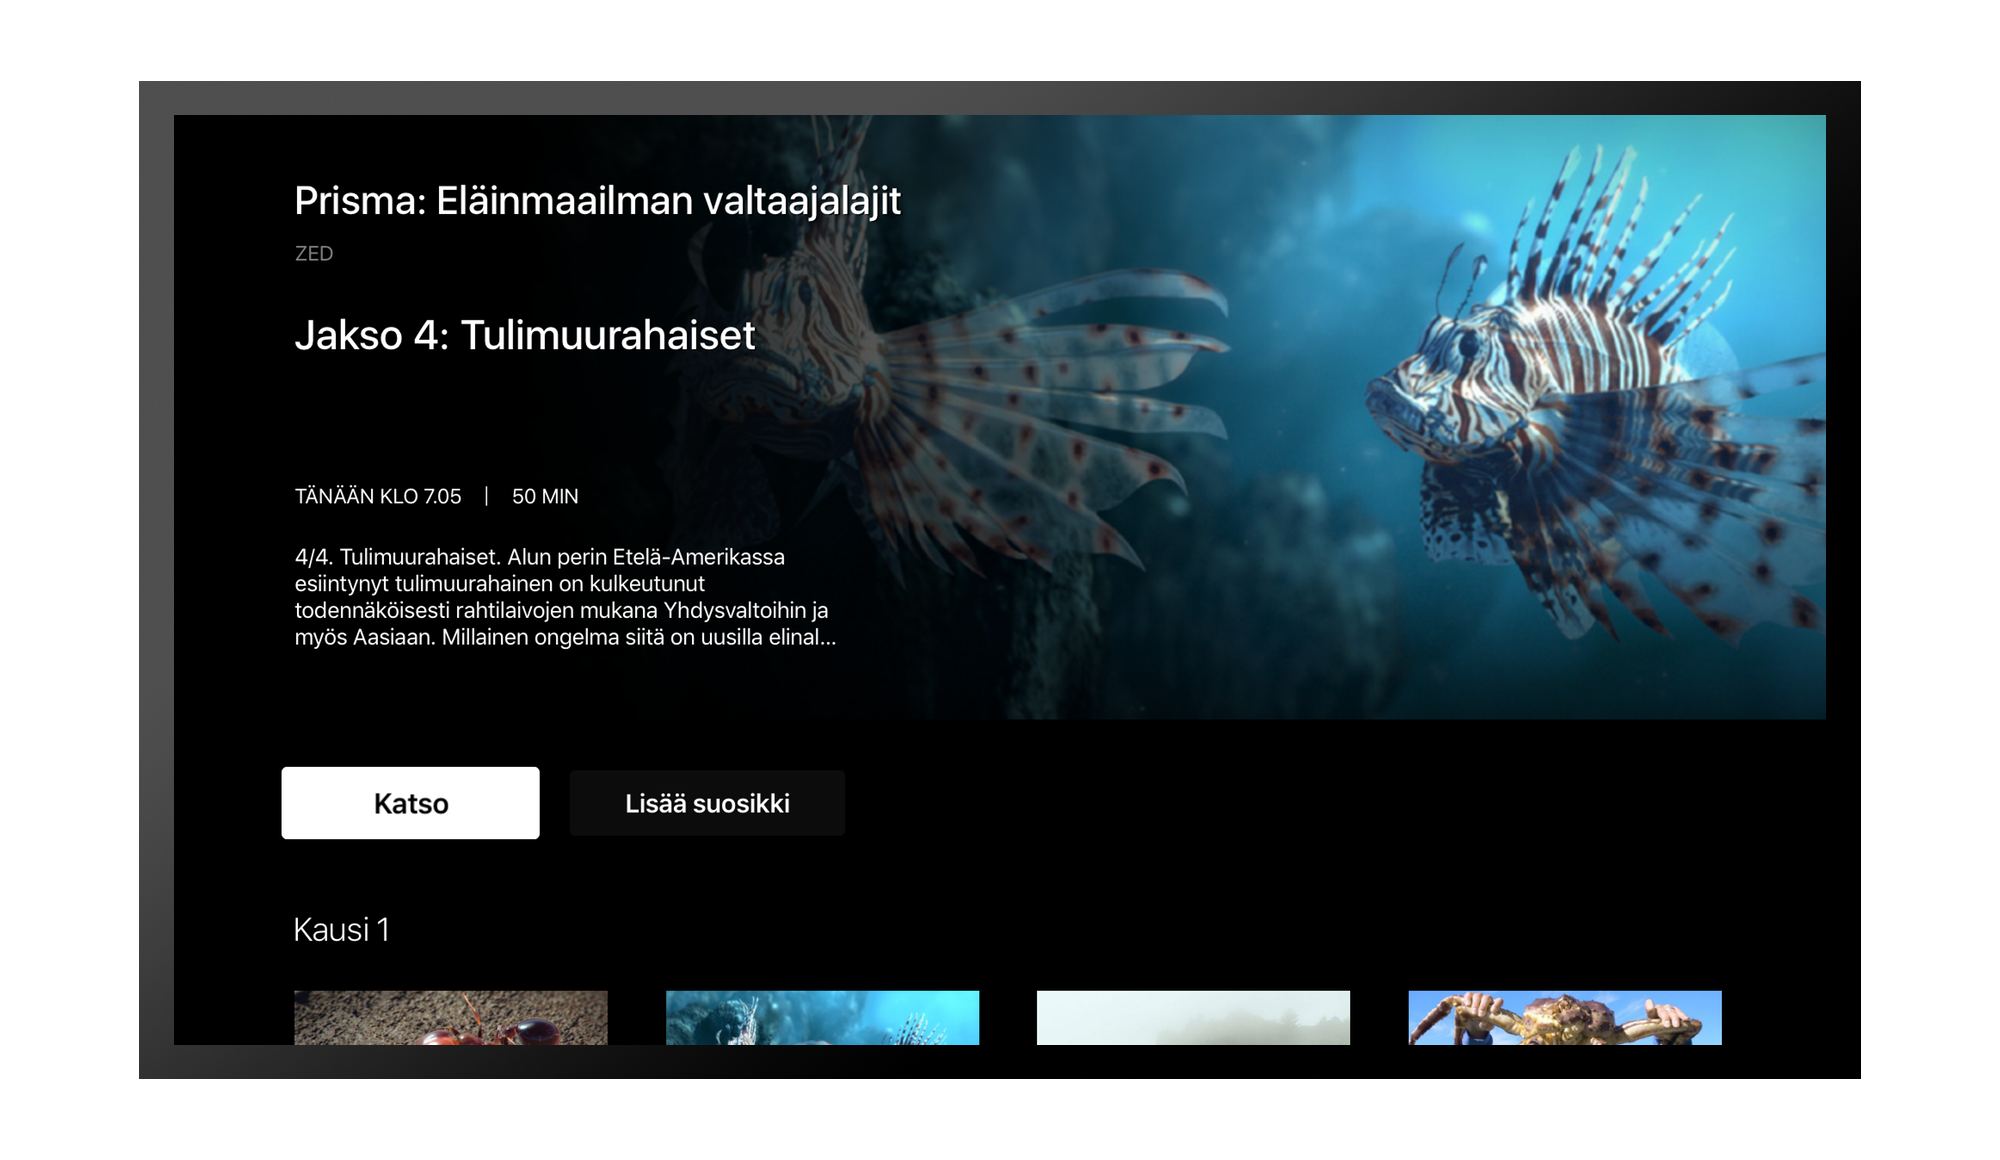 Prisma: Eläinmaailman valtaajalajit
ZED
Jakso 4: Tulimuurahaiset
TÄNÄÄN KLO 7.05 | 50 MIN
4/4. Tulimuurahaiset. Alun perin Etelä-Amerikassa
esiintynyt tulimuurahainen on kulkeutunut
todennäköisesti rahtilaivojen mukana Yhdysvaltoihin ja
myös Aasiaan. Millainen ongelma siitä on uusilla elinal...
Katso
Lisää suosikki
Kausi 1